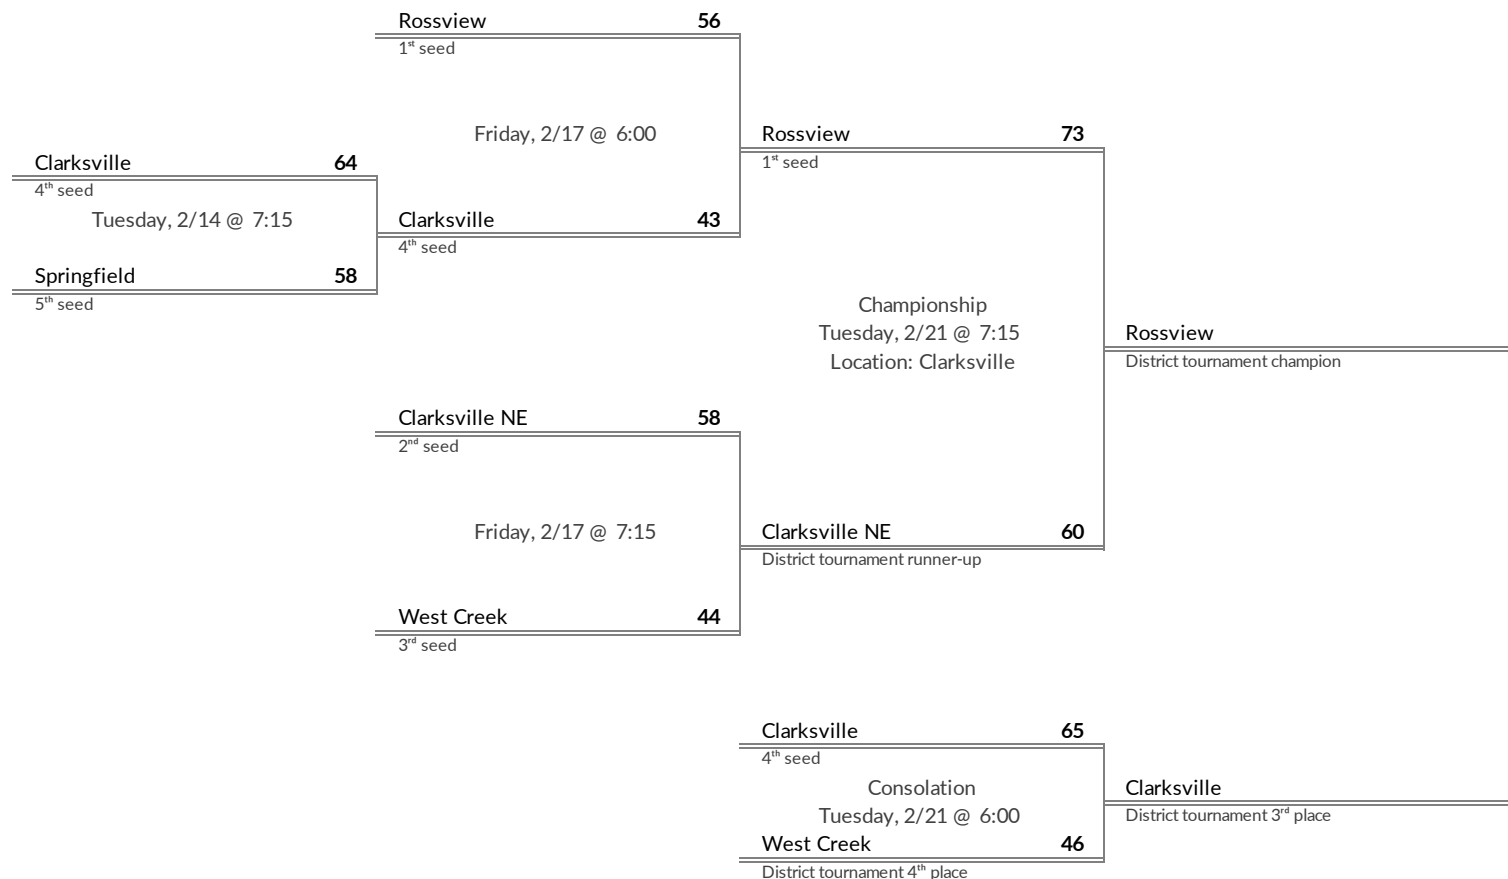 Rossview 56
1st seed
Friday, 2/17 @ 6:00
Rossview 73
1st seed
Clarksville 64
4th seed
Tuesday, 2/14 @ 7:15
Clarksville 43
4th seed
Springfield 58
5th seed
Championship
Tuesday, 2/21 @ 7:15
Location: Clarksville
Rossview
District tournament champion
Clarksville NE 58
2nd seed
Friday, 2/17 @ 7:15
Clarksville NE 60
District tournament runner-up
West Creek 44
3rd seed
Clarksville 65
4th seed
Consolation
Tuesday, 2/21 @ 6:00
Clarksville
District tournament 3rd place
West Creek 46
District tournament 4th place